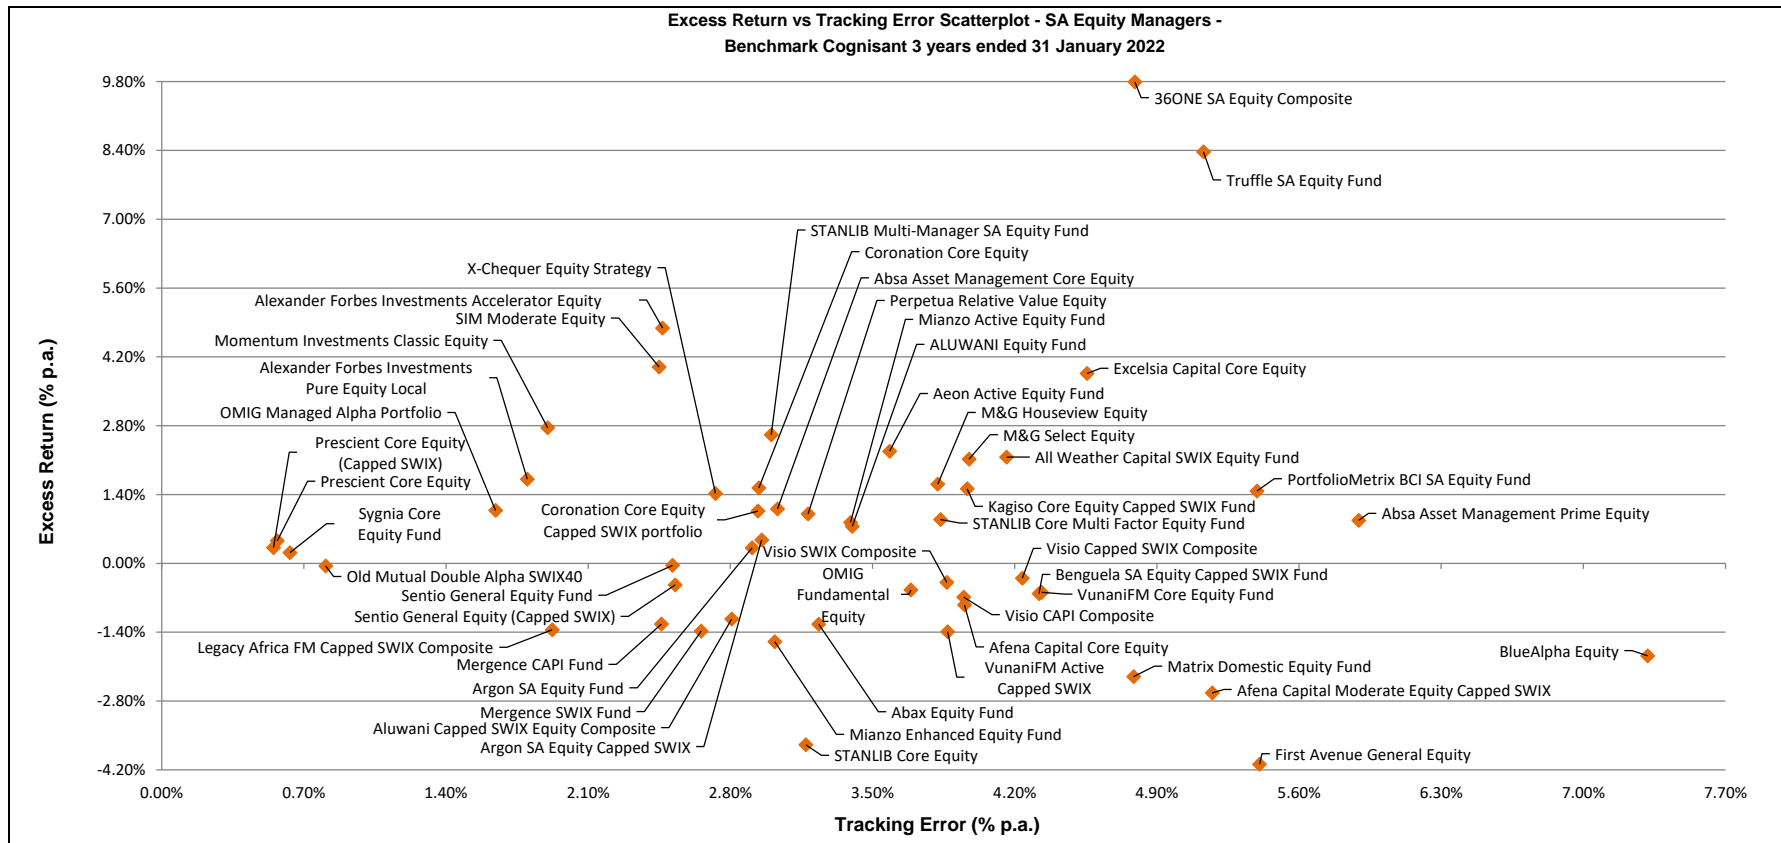 Excess Return vs Tracking Error Scatterplot - SA Equity Managers -
Benchmark Cognisant 3 years ended 31 January 2022
Excess Return (% p.a.)
9.80%
8.40%
7.00%
5.60%
4.20%
2.80%
1.40%
0.00%
-1.40%
-2.80%
-4.20%
36ONE SA Equity Composite
Truffle SA Equity Fund
STANLIB Multi-Manager SA Equity Fund
Coronation Core Equity
X-Chequer Equity Strategy
Absa Asset Management Core Equity
Alexander Forbes Investments Accelerator Equity
Perpetua Relative Value Equity
SIM Moderate Equity
Mianzo Active Equity Fund
Momentum Investments Classic Equity
ALUWANI Equity Fund
Alexander Forbes Investments
Pure Equity Local
Excelsia Capital Core Equity
Aeon Active Equity Fund
OMIG Managed Alpha Portfolio
M&G Houseview Equity
Prescient Core Equity
(Capped SWIX)
M&G Select Equity
All Weather Capital SWIX Equity Fund
Prescient Core Equity
PortfolioMetrix BCI SA Equity Fund
Sygnia Core
Equity Fund
Coronation Core Equity
Capped SWIX portfolio
Kagiso Core Equity Capped SWIX Fund
Absa Asset Management Prime Equity
STANLIB Core Multi Factor Equity Fund
Visio SWIX Composite
Visio Capped SWIX Composite
Old Mutual Double Alpha SWIX40
OMIG
Fundamental
Equity
Benguela SA Equity Capped SWIX Fund
Sentio General Equity Fund
VunaniFM Core Equity Fund
Sentio General Equity (Capped SWIX)
Visio CAPI Composite
Legacy Africa FM Capped SWIX Composite
Afena Capital Core Equity
BlueAlpha Equity
Mergence CAPI Fund
VunaniFM Active
Capped SWIX
Matrix Domestic Equity Fund
Argon SA Equity Fund
Afena Capital Moderate Equity Capped SWIX
Mergence SWIX Fund
Abax Equity Fund
Aluwani Capped SWIX Equity Composite
Mianzo Enhanced Equity Fund
Argon SA Equity Capped SWIX
STANLIB Core Equity
First Avenue General Equity
0.00%
0.70%
1.40%
2.10%
2.80%
3.50%
4.20%
4.90%
5.60%
6.30%
7.00%
7.70%
Tracking Error (% p.a.)